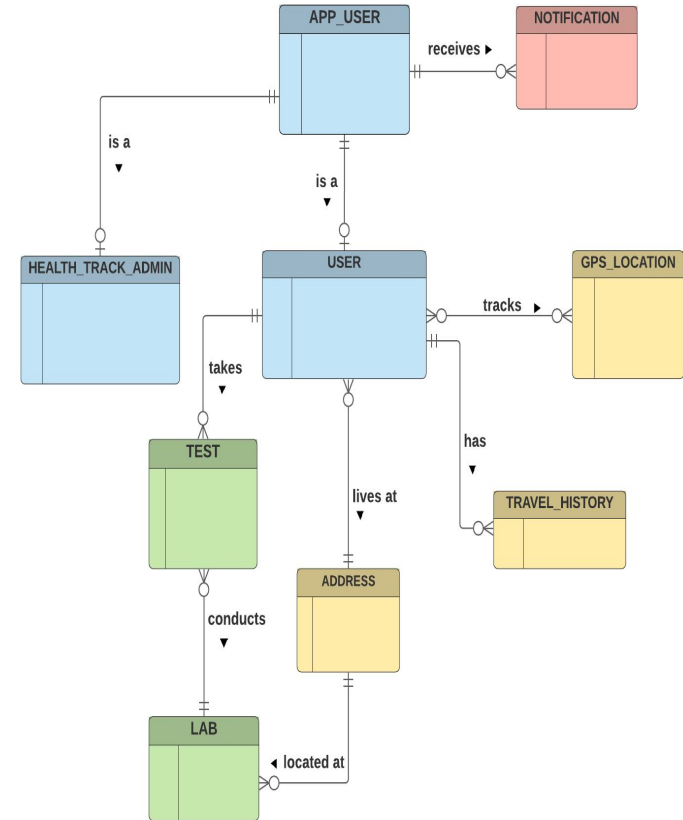 APP_USER
NOTIFICATION
receives
is a
is a
HEALTH_TRACK_ADMIN
USER
GPS_LOCATION
tracks
takes
has
TEST
lives at
TRAVEL_HISTORY
ADDRESS
conducts
LAB
located at